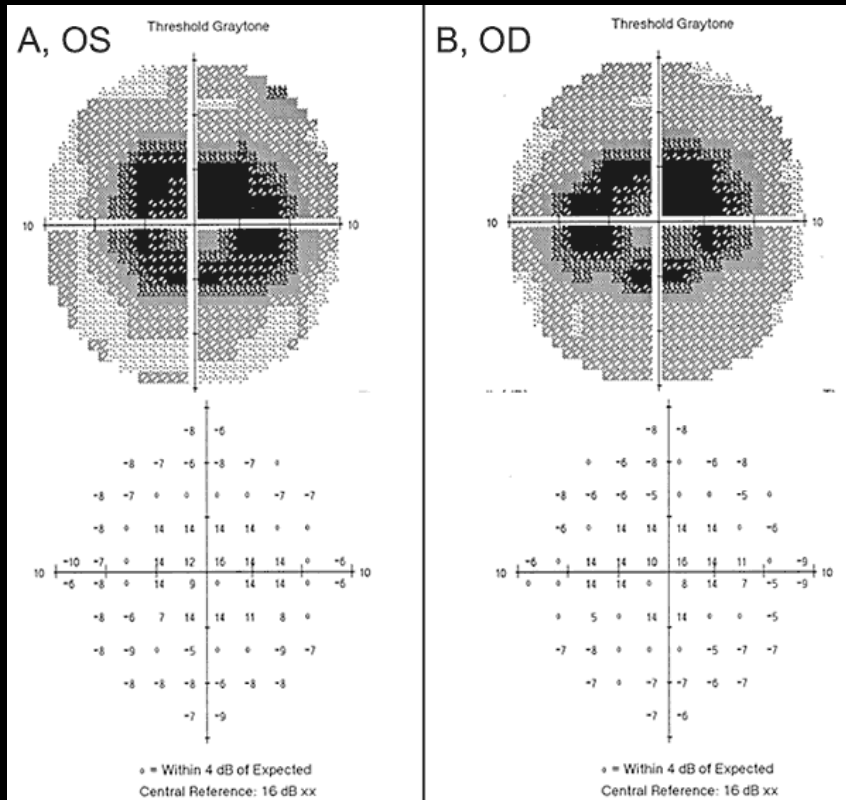 A, OS
Threshold Graytone
10 10
-8 -6
-8 -7 -6 -8 -7 ◊
-8 -7 ◊ ◊ ◊ ◊ -7 -7
-8 ◊ 14 14 14 14 ◊ ◊
-10 -7 ◊ 14 12 16 14 14 ◊ -6
10 10
-6 -8 ◊ 14 9 ◊ 14 14 ◊ -6
-8 -6 7 14 14 11 8 ◊
-8 -9 ◊ -5 ◊ ◊ -9 -7
-8 -8 -8 -6 -8 -8
-7 -9
◊ = Within 4 dB of Expected
Central Reference: 16 dB xx
B, OD
Threshold Graytone
10 10
-8 -8
◊ -6 -8 ◊ -6 -8
-8 -6 -6 -5 ◊ ◊ -5 ◊
-6 ◊ 14 14 14 14 ◊ -6
-6 ◊ 14 14 10 16 14 11 ◊ -9
10 10
◊ ◊ 14 14 ◊ 8 14 7 -5 -9
◊ 5 ◊ 14 14 ◊ ◊ -5
-7 -8 ◊ ◊ ◊ -5 -7 -7
-7 ◊ -7 -7 -6 -7
-7 -6
◊ = Within 4 dB of Expected
Central Reference: 16 dB xx